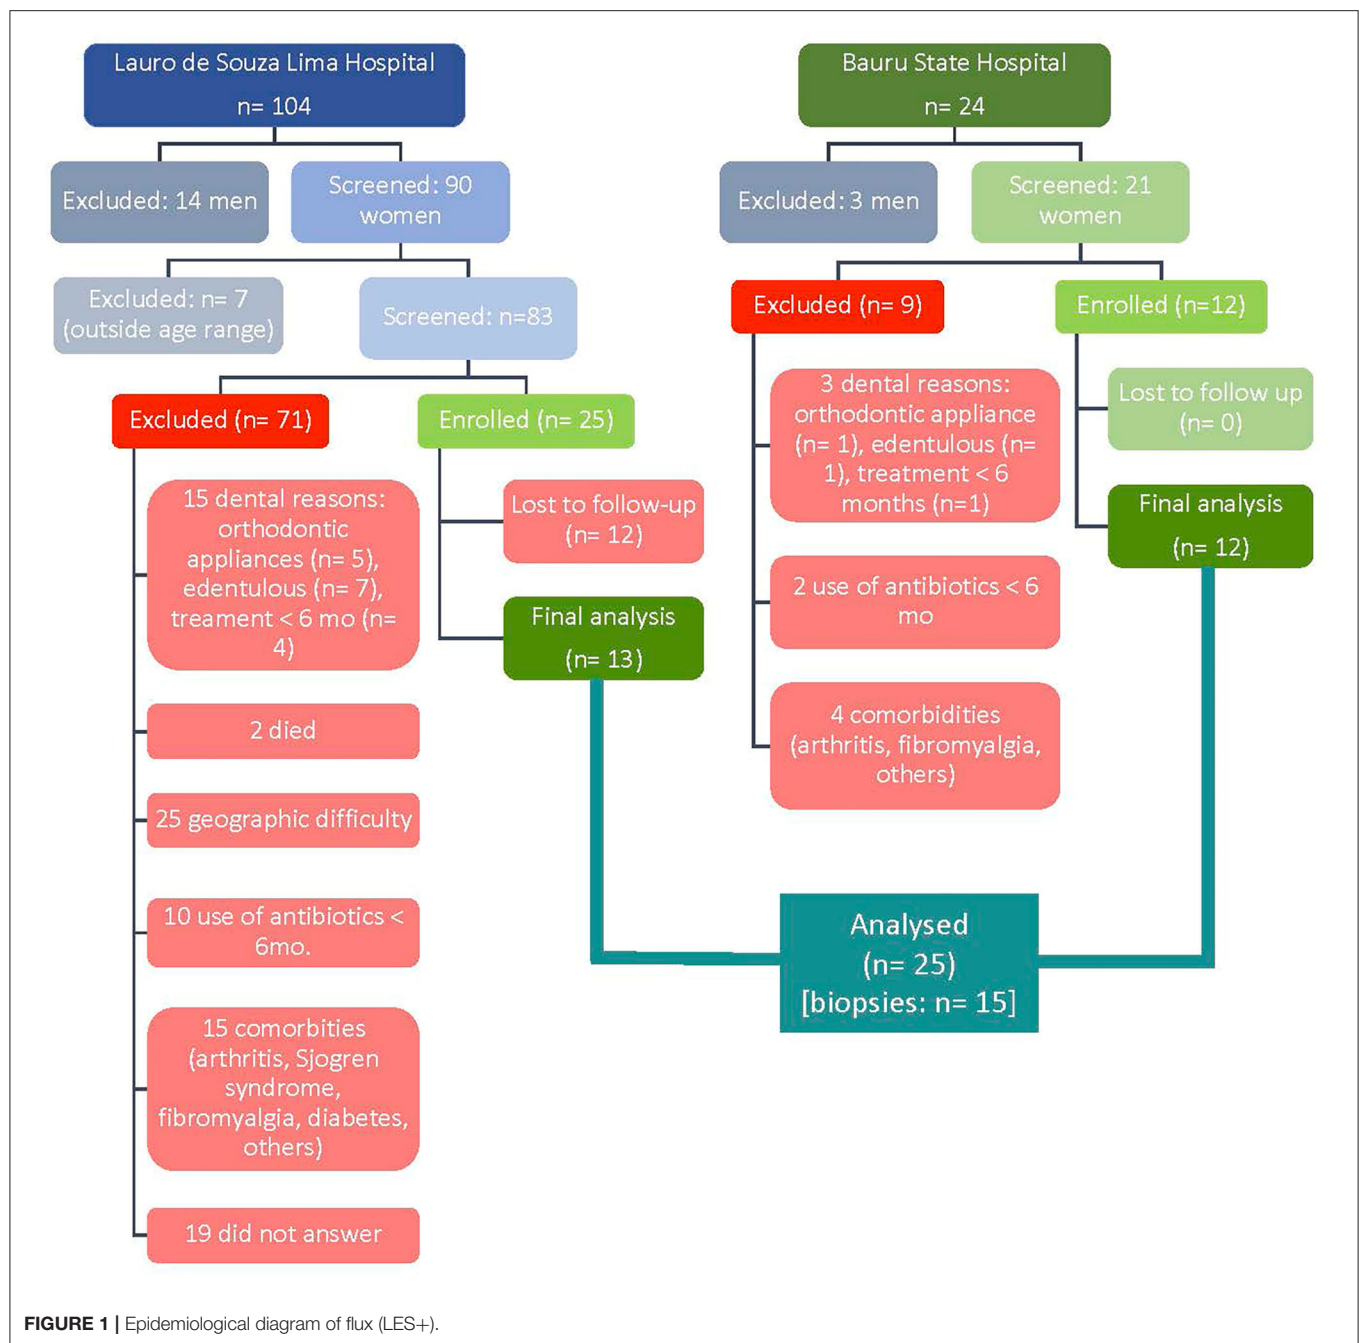 Lauro de Souza Lima Hospital
n= 104
Excluded: 14 men
Screened: 90
women
Excluded: n= 7
(outside age range)
Screened: n=83
Excluded (n= 71)
Enrolled (n= 25)
15 dental reasons:
orthodontic
appliances (n= 5),
edentulous (n= 7),
treament < 6 mo (n=
4)
2 died
25 geographic difficulty
10 use of antibiotics <
6mo.
15 comorbities
(arthritis, Sjogren
syndrome,
fibromyalgia, diabetes,
others)
19 did not answer
Lost to follow-up
(n= 12)
Final analysis
(n= 13)
Bauru State Hospital
n= 24
Excluded: 3 men
Screened: 21
women
Excluded (n= 9)
Enrolled (n=12)
3 dental reasons:
orthodontic appliance
(n= 1), edentulous (n=
1), treatment < 6
months (n=1)
2 use of antibiotics < 6
mo
4 comorbidities
(arthritis, fibromyalgia,
others)
Lost to follow up
(n= 0)
Final analysis
(n= 12)
Analysed
(n= 25)
[biopsies: n= 15]
FIGURE 1 | Epidemiological diagram of flux (LES+).